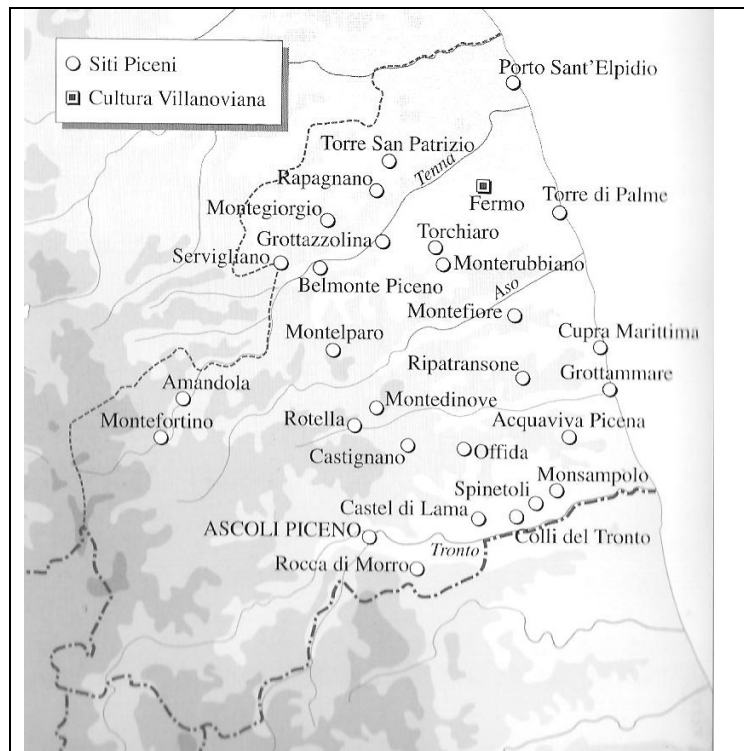 Siti Piceni
Cultura Villanoviana
Porto Sant'Elpidio
Torre San Patrizio
Tenna
Rapagnano
Fermo
Torre di Palme
Montegiorgio
Grottazzolina
Torchiaro
Servigliano
Monterubbiano
Belmonte Piceno
Aso
Montefiore
Montelparo
Cupra Marittima
Ripatransone
Grottammare
Amandola
Montedinove
Montefortino
Rotella
Acquaviva Picena
Castignano
Offida
Monsampolo
Spinetoli
Castel di Lama
ASCOLI PICENO
Colli del Tronto
Tronto
Rocca di Morro